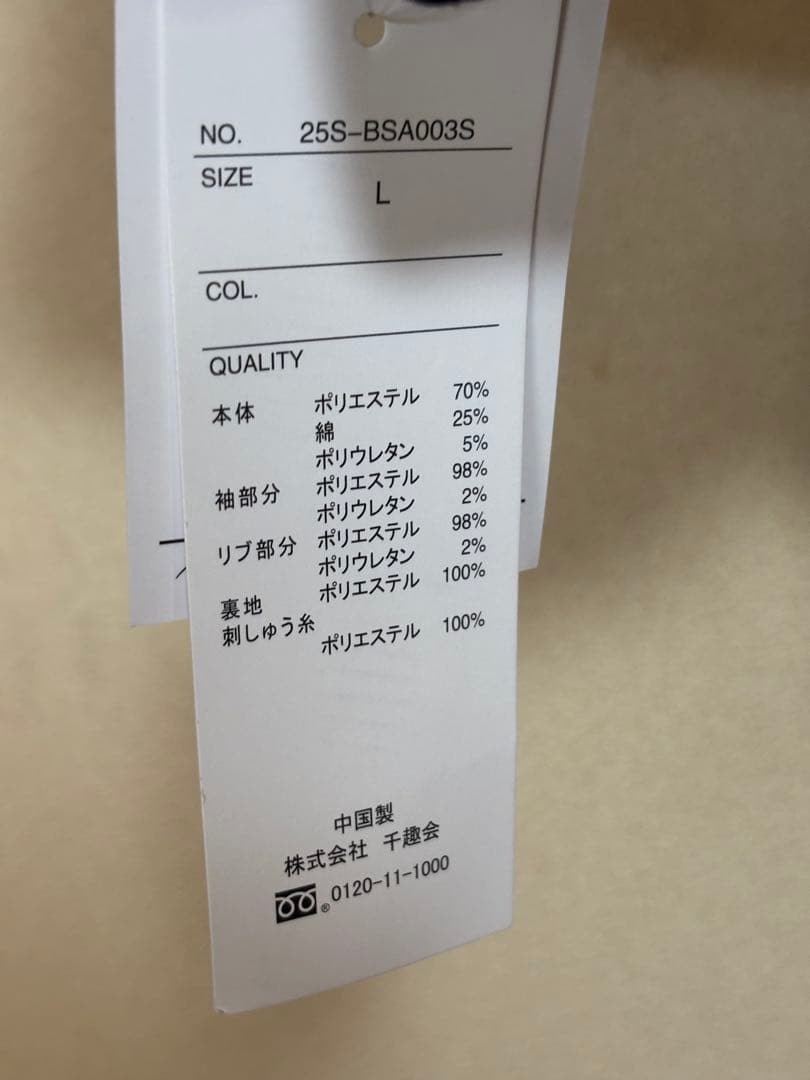 NO. 25S-BSA003S
SIZE L
COL.
QUALITY
本体 ポリエステル 70%
綿 25%
ポリウレタン 5%
袖部分 ポリエステル 98%
ポリウレタン 2%
リブ部分 ポリエステル 98%
ポリウレタン 2%
裏地 ポリエステル 100%
刺しゅう糸 ポリエステル 100%
中国製
株式会社 千趣会
® 0120-11-1000